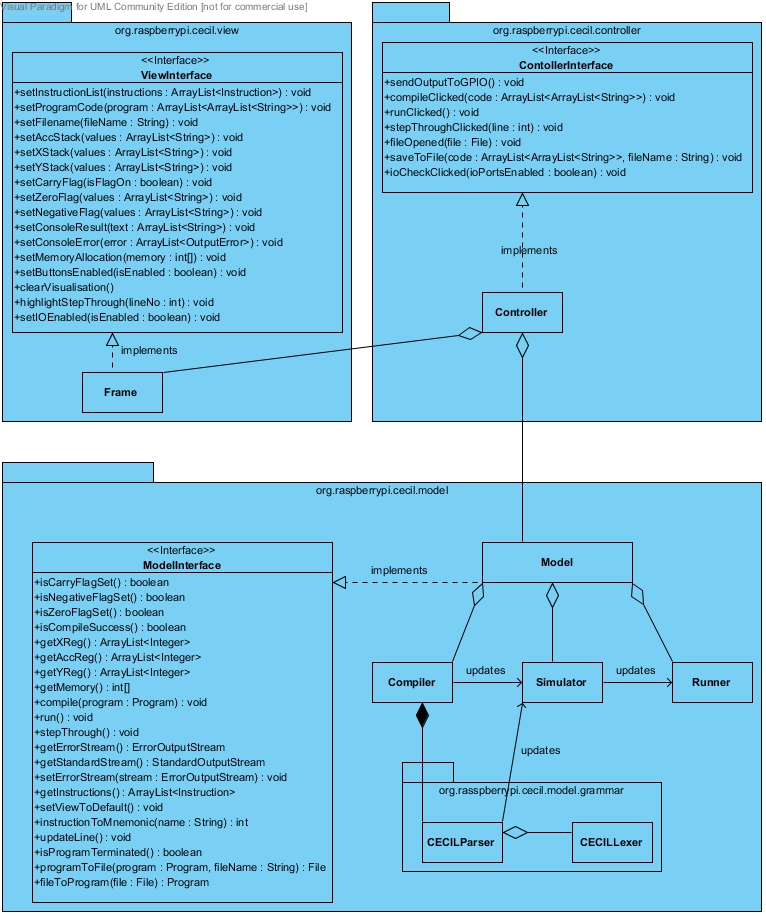 Visual Paradigm for UML Community Edition [not for commercial use]
org.raspberrypi.cecil.view
<<Interface>>
ViewInterface
+setInstructionList(instructions : ArrayList<Instruction>) : void
+setProgramCode(program : ArrayList<ArrayList<String>>) : void
+setFilename(fileName : String) : void
+setAccStack(values : ArrayList<String>) : void
+setXStack(values : ArrayList<String>) : void
+setYStack(values : ArrayList<String>) : void
+setCarryFlag(isFlagOn : boolean) : void
+setZeroFlag(values : ArrayList<String>) : void
+setNegativeFlag(values : ArrayList<String>) : void
+setConsoleResult(text : ArrayList<String>) : void
+setConsoleError(error : ArrayList<OutputError>) : void
+setMemoryAllocation(memory : int[]) : void
+setButtonsEnabled(isEnabled : boolean) : void
+clearVisualisation()
+highlightStepThrough(lineNo : int) : void
+setIOEnabled(isEnabled : boolean) : void
implements
Frame
org.raspberrypi.cecil.controller
<<Interface>>
ContollerInterface
+sendOutputToGPIO() : void
+compileClicked(code : ArrayList<ArrayList<String>>) : void
+runClicked() : void
+stepThroughClicked(line : int) : void
+fileOpened(file : File) : void
+saveToFile(code : ArrayList<ArrayList<String>>, fileName : String) : void
+ioCheckClicked(ioPortsEnabled : boolean) : void
implements
Controller
org.raspberrypi.cecil.model
<<Interface>>
ModelInterface
+isCarryFlagSet() : boolean
+isNegativeFlagSet() : boolean
+isZeroFlagSet() : boolean
+isCompileSuccess() : boolean
+getXReg() : ArrayList<Integer>
+getAccReg() : ArrayList<Integer>
+getYReg() : ArrayList<Integer>
+getMemory() : int[]
+compile(program : Program) : void
+run() : void
+stepThrough() : void
+getErrorStream() : ErrorOutputStream
+getStandardStream() : StandardOutputStream
+setErrorStream(stream : ErrorOutputStream) : void
+getInstructions() : ArrayList<Instruction>
+setViewToDefault() : void
+instructionToMnemonic(name : String) : int
+updateLine() : void
+isProgramTerminated() : boolean
+programToFile(program : Program, fileName : String) : File
+fileToProgram(file : File) : Program
implements
Model
Compiler
updates
Simulator
updates
Runner
updates
org.rasspberrypi.cecil.model.grammar
CECILParser
CECILLexer